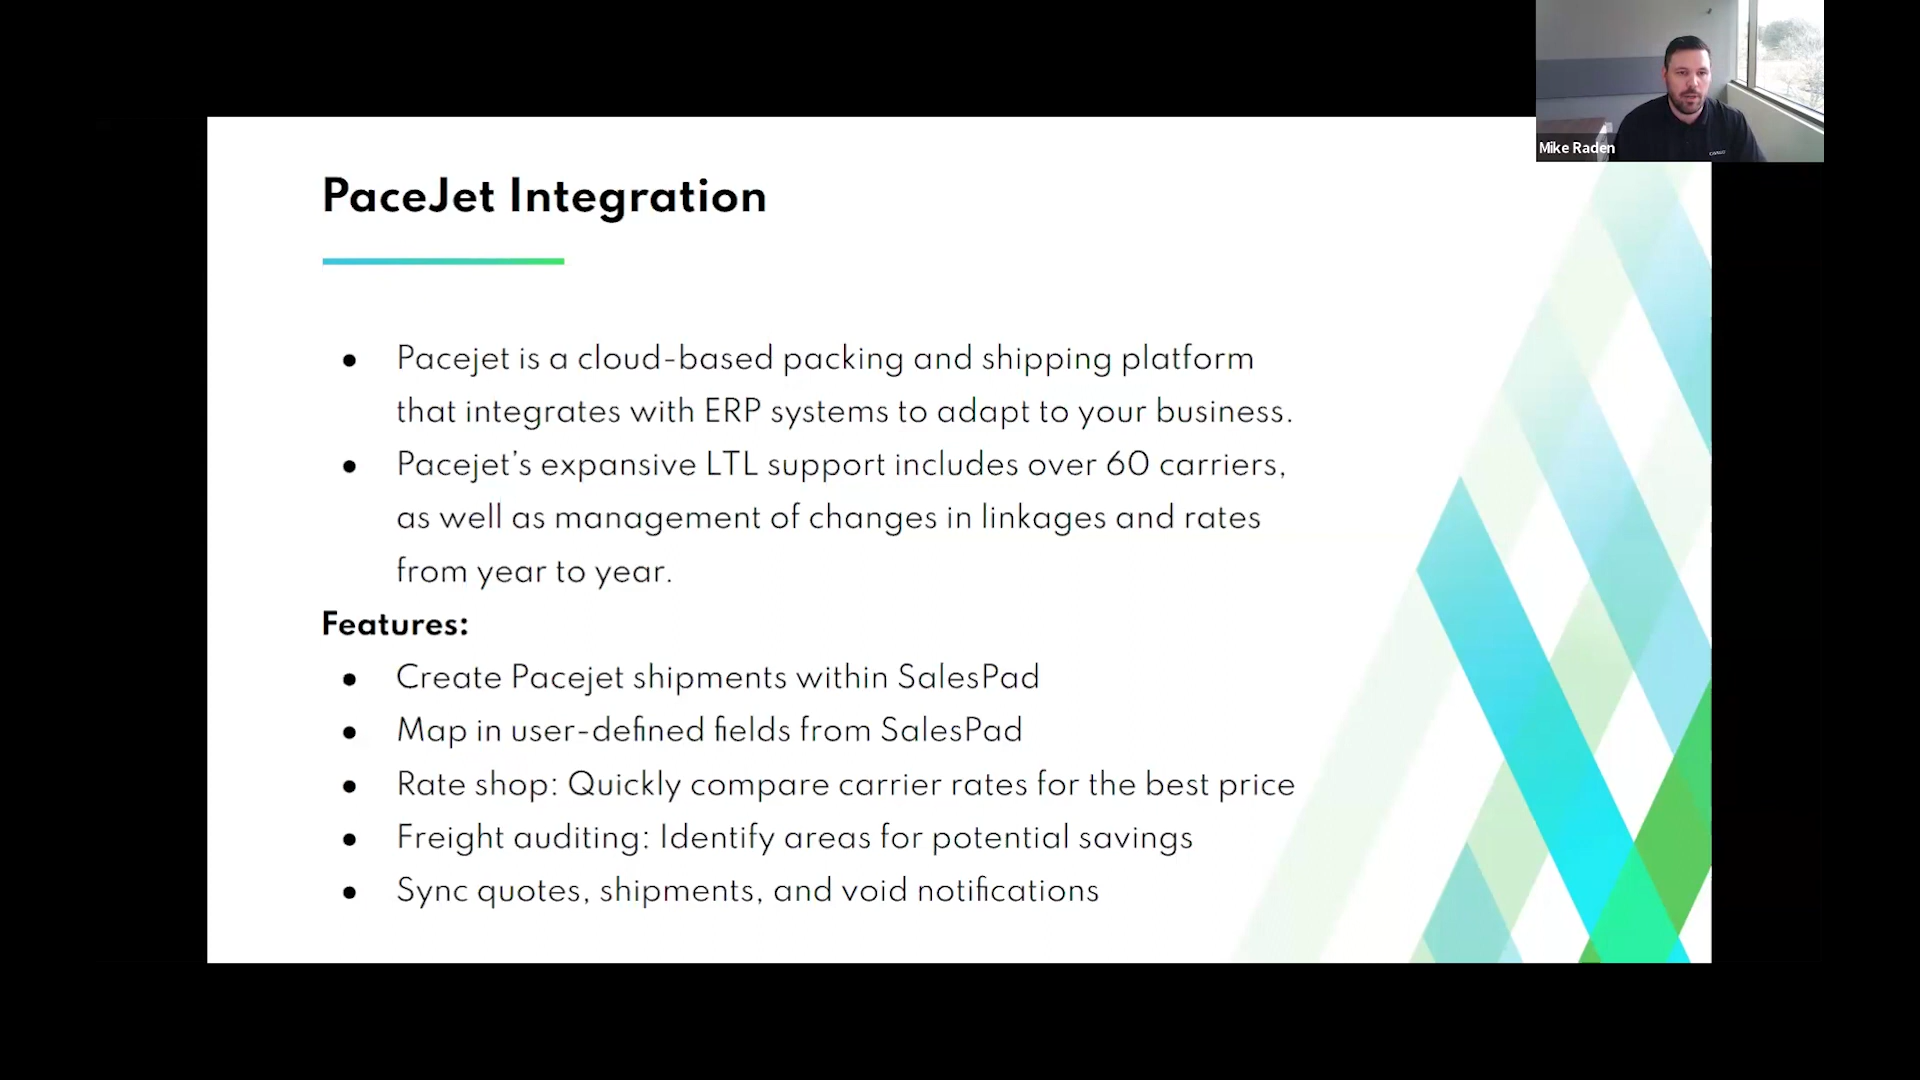 Mike Raden
PaceJet Integration
● Pacejet is a cloud-based packing and shipping platform
that integrates with ERP systems to adapt to your business.
● Pacejet’s expansive LTL support includes over 60 carriers,
as well as management of changes in linkages and rates
from year to year.
Features:
● Create Pacejet shipments within SalesPad
● Map in user-defined fields from SalesPad
● Rate shop: Quickly compare carrier rates for the best price
● Freight auditing: Identify areas for potential savings
● Sync quotes, shipments, and void notifications